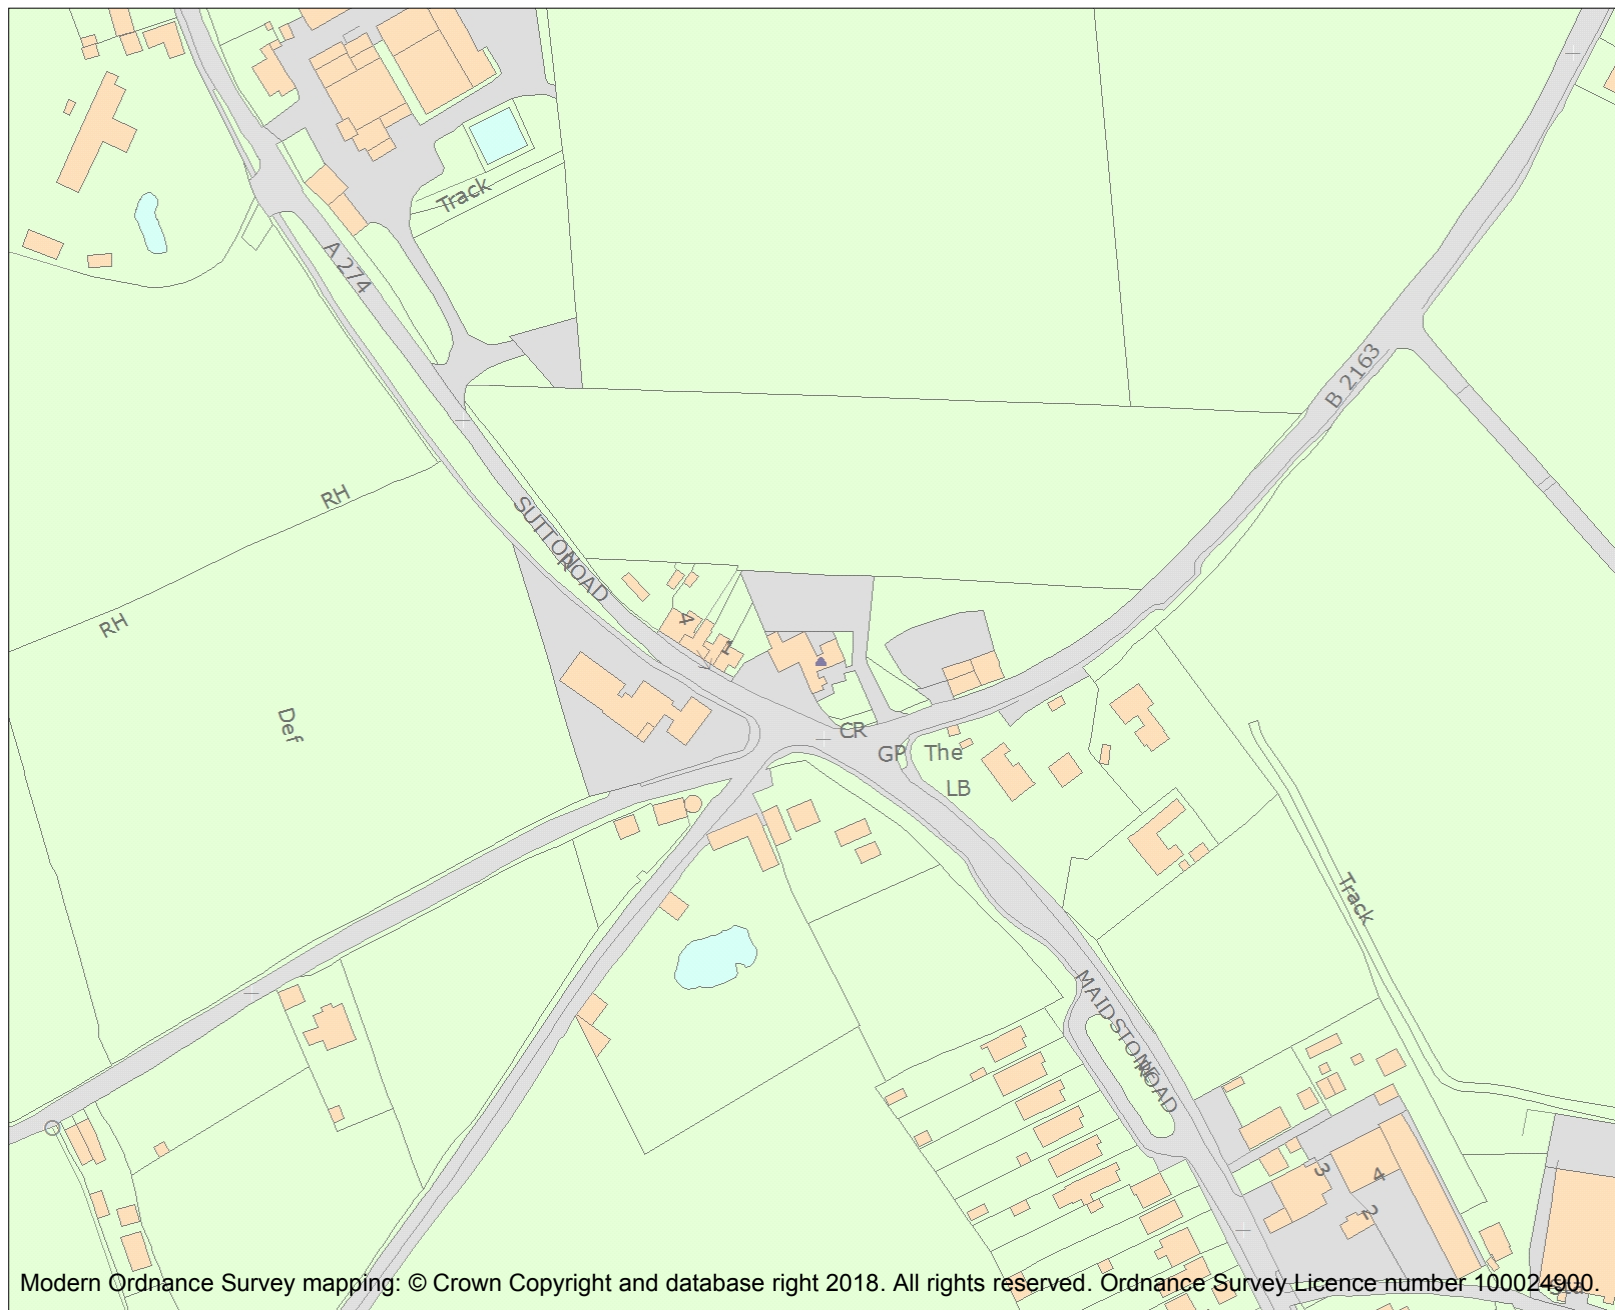 Track
A 274
B 2163
RH
SUTTON
ROAD
RH
4
1
Def
CR
GP
The
LB
Track
MAIDSTONE
ROAD
3
4
2
Modern Ordnance Survey mapping: © Crown Copyright and database right 2018. All rights reserved. Ordnance Survey Licence number 100024900.